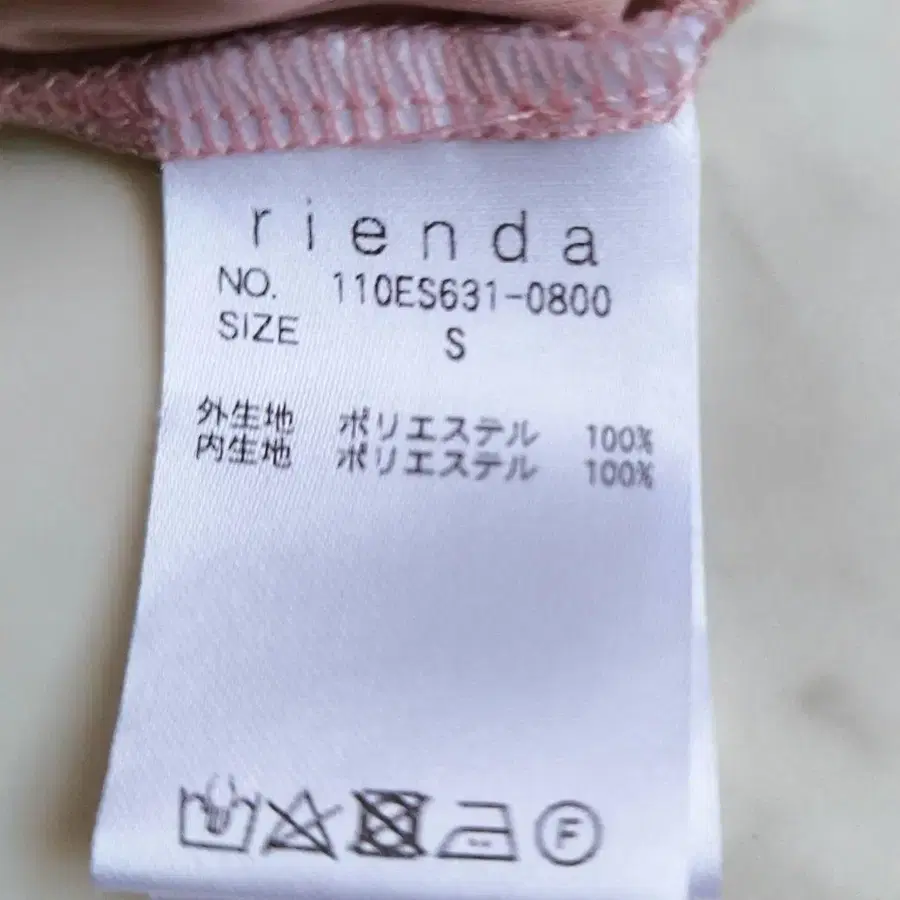 rienda
NO. 110ES631-0800
SIZE S
外生地 ポリエステル 100%
内生地 ポリエステル 100%
F